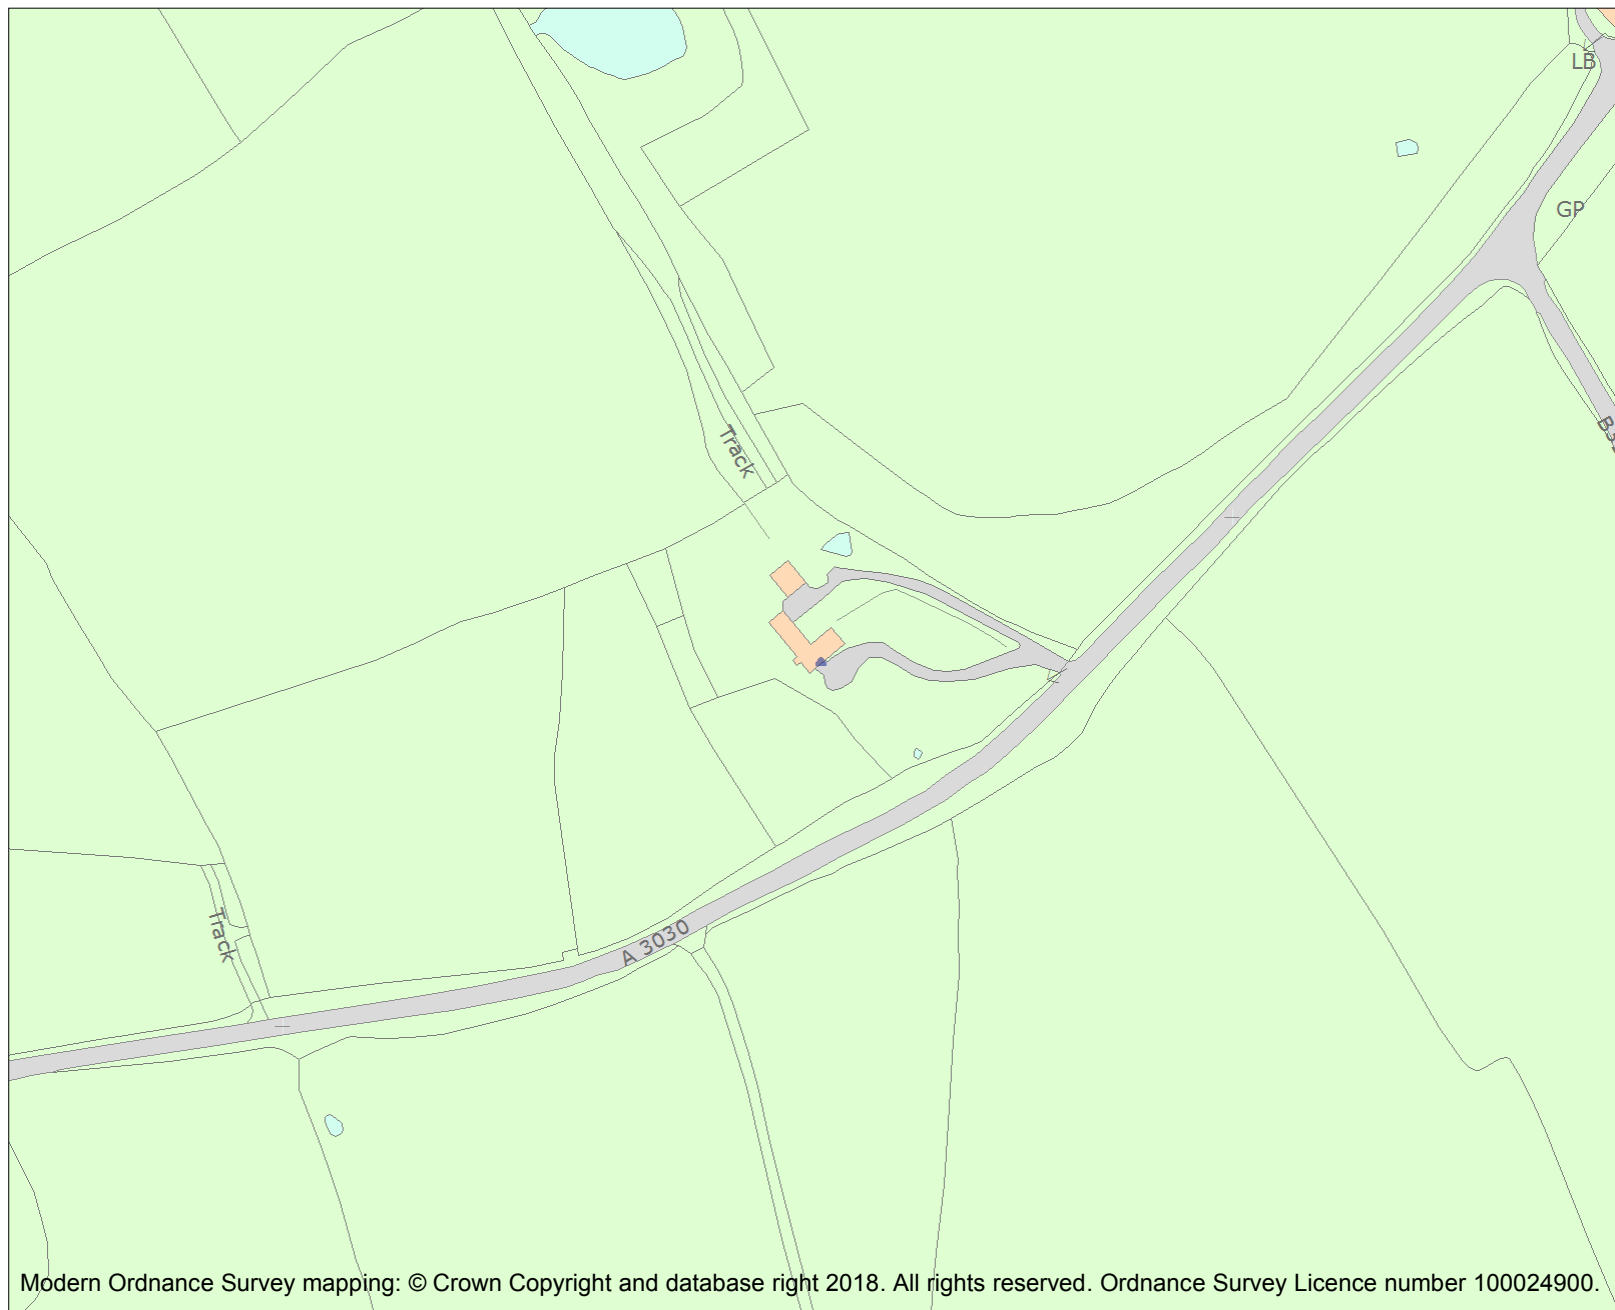 LB
GP
Track
Track
A 3030
Modern Ordnance Survey mapping: © Crown Copyright and database right 2018. All rights reserved. Ordnance Survey Licence number 100024900.